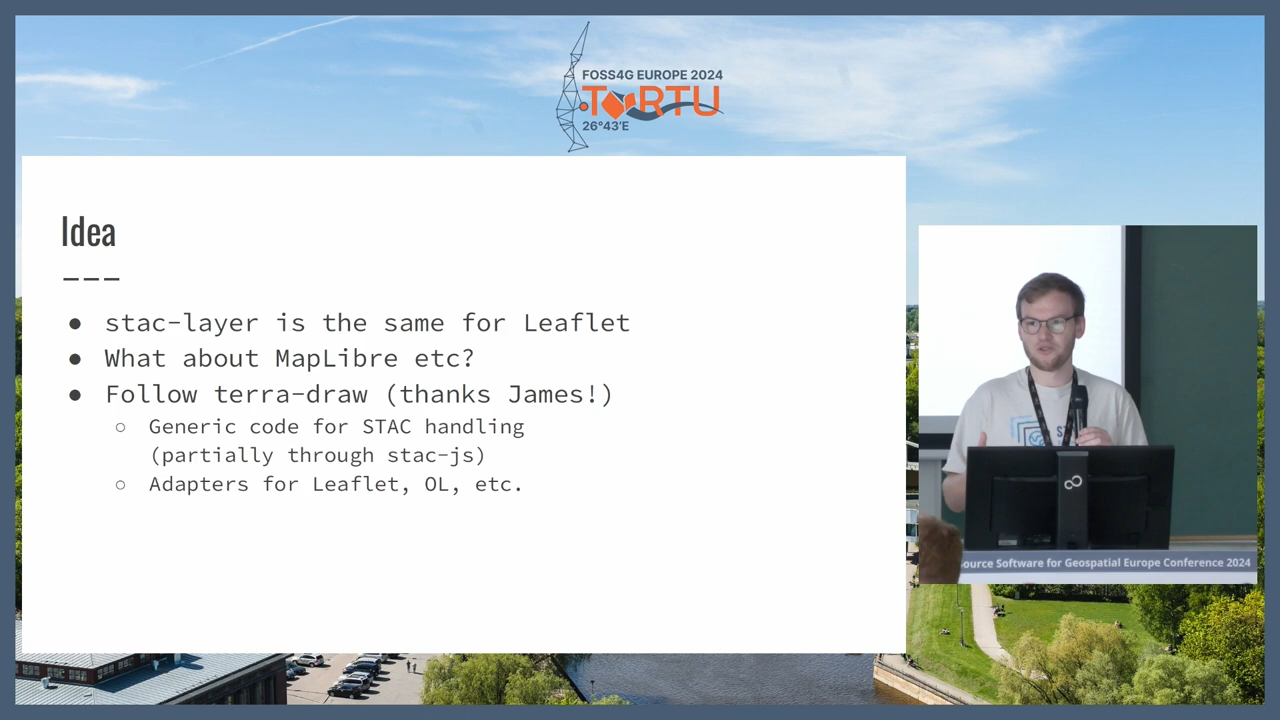 FOSS4G EUROPE 2024
TORTU
26°43'E
Idea
● stac-layer is the same for Leaflet
● What about MapLibre etc?
● Follow terra-draw (thanks James!)
○ Generic code for STAC handling
(partially through stac-js)
○ Adapters for Leaflet, OL, etc.
ource Software for Geospatial Europe Conference 2024